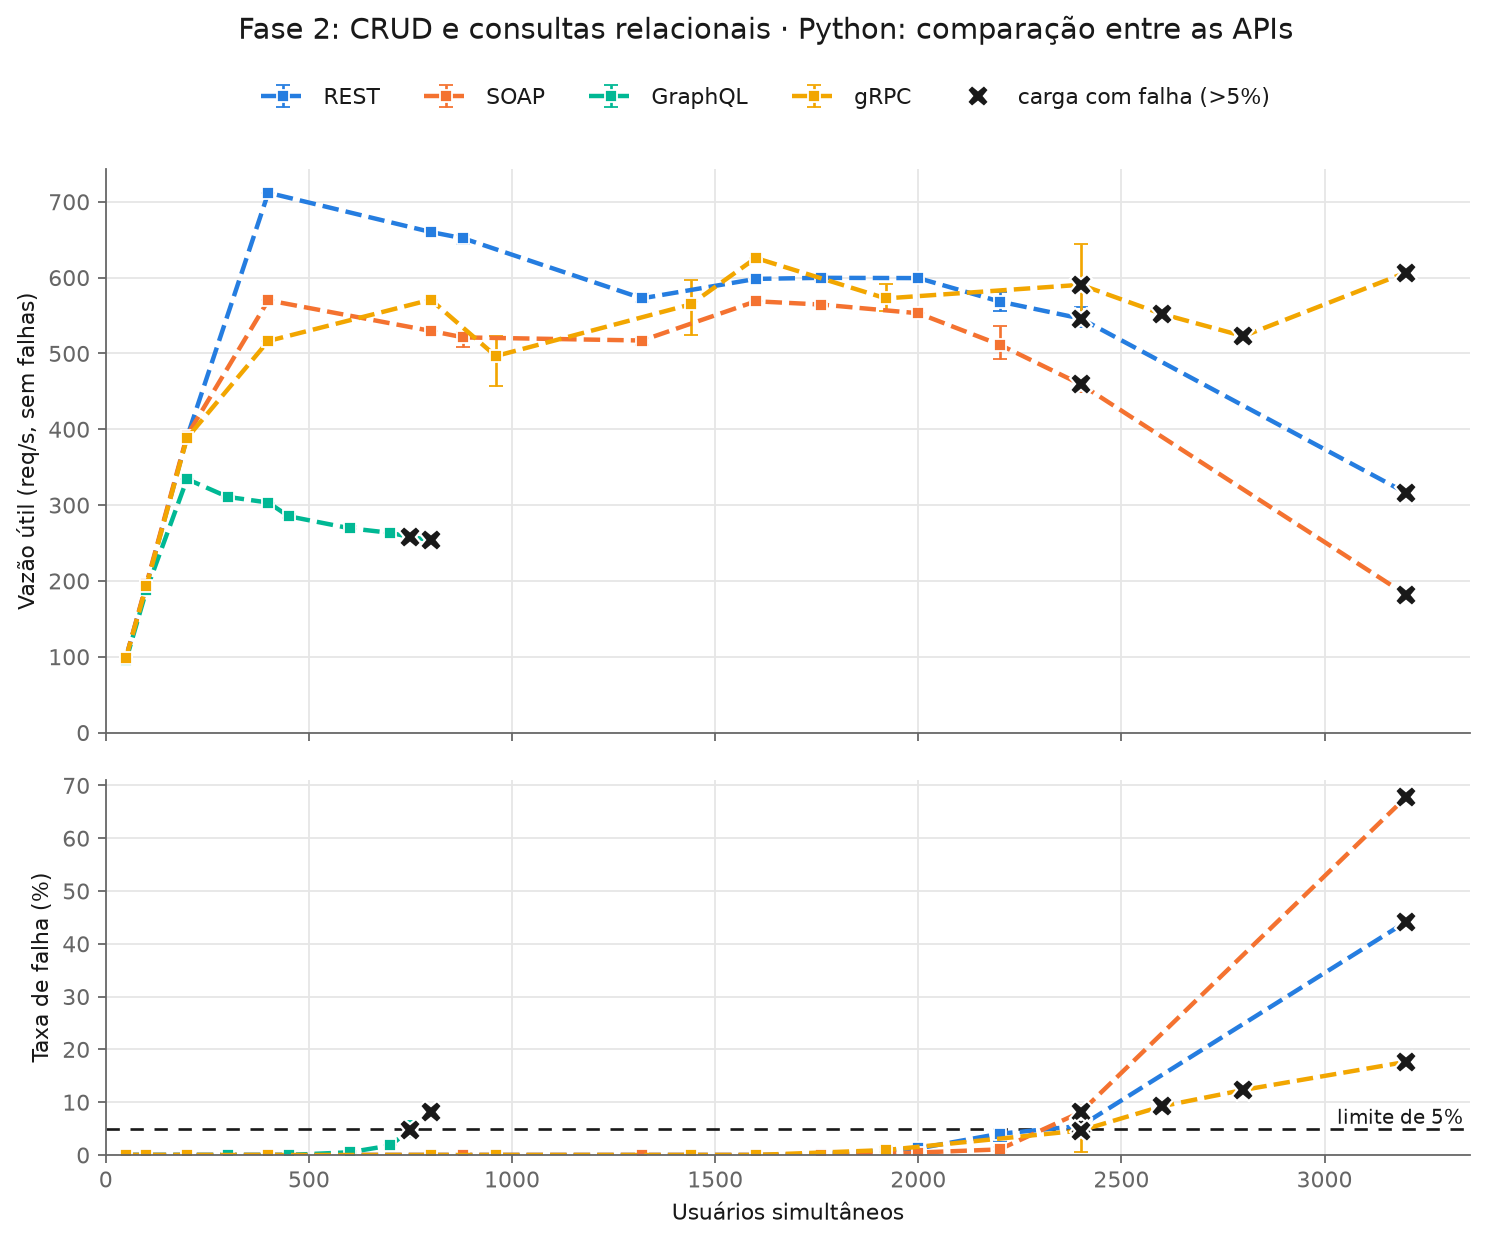 Fase 2: CRUD e consultas relacionais · Python: comparação entre as APIs
REST SOAP GraphQL gRPC carga com falha (>5%)
Vazão útil (req/s, sem falhas)
700
600
500
400
300
200
100
0
0 500 1000 1500 2000 2500 3000
Taxa de falha (%)
70
60
50
40
30
20
10
0
limite de 5%
Usuários simultâneos